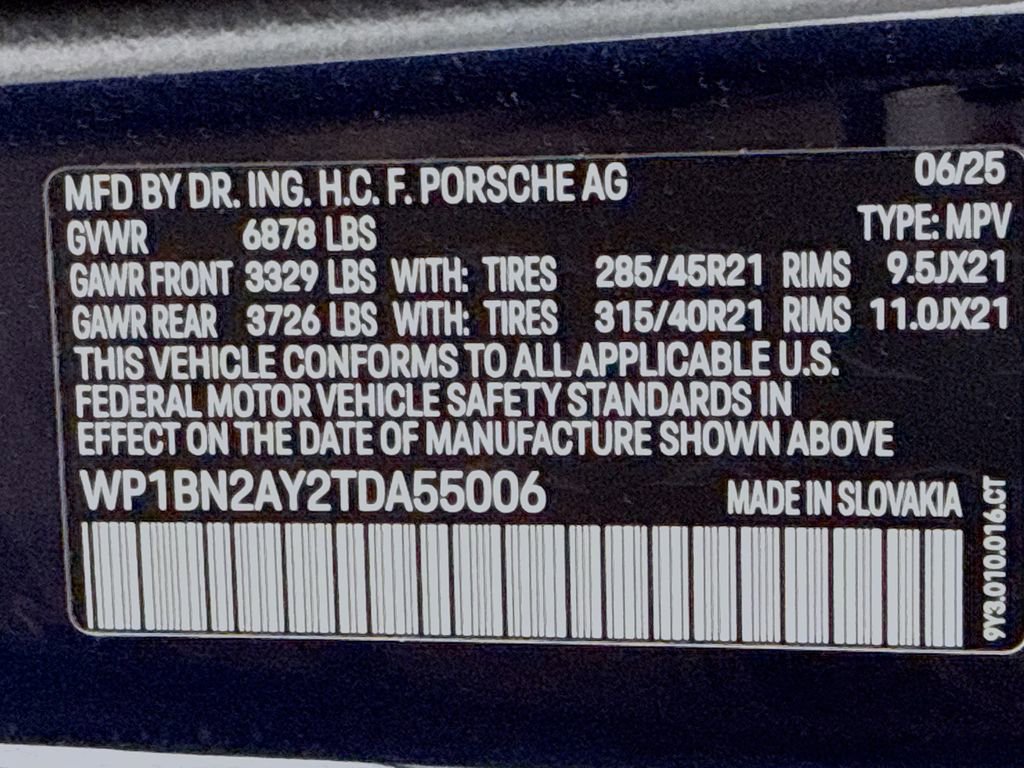 MFD BY DR. ING. H.C. F. PORSCHE AG 06/25
GVWR 6878 LBS TYPE: MPV
GAWR FRONT 3329 LBS WITH: TIRES 285/45R21 RIMS 9.5JX21
GAWR REAR 3726 LBS WITH: TIRES 315/40R21 RIMS 11.0JX21
THIS VEHICLE CONFORMS TO ALL APPLICABLE U.S.
FEDERAL MOTOR VEHICLE SAFETY STANDARDS IN
EFFECT ON THE DATE OF MANUFACTURE SHOWN ABOVE
WP1BN2AY2TDA55006 MADE IN SLOVAKIA
9Y3.010.016.CT